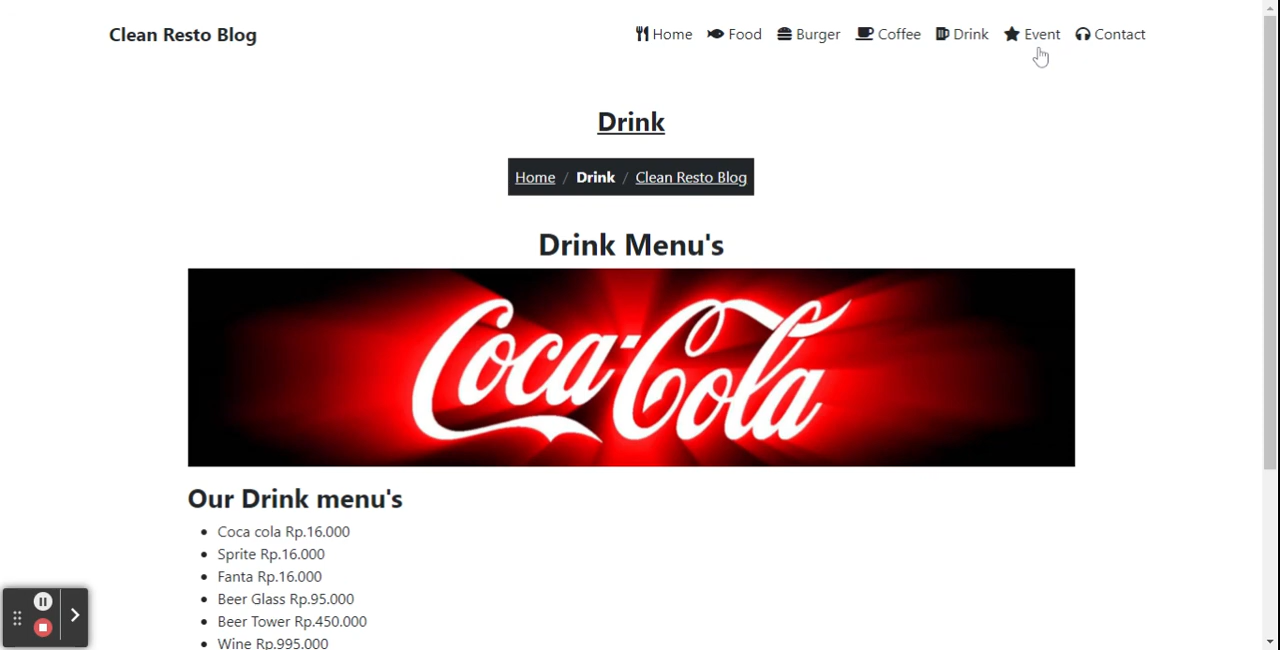 Clean Resto Blog
Home Food Burger Coffee Drink Event Contact
Drink
Home / Drink / Clean Resto Blog
Drink Menu's
Coca-Cola
Our Drink menu's
Coca cola Rp.16.000
Sprite Rp.16.000
Fanta Rp.16.000
Beer Glass Rp.95.000
Beer Tower Rp.450.000
Wine Rp.995.000